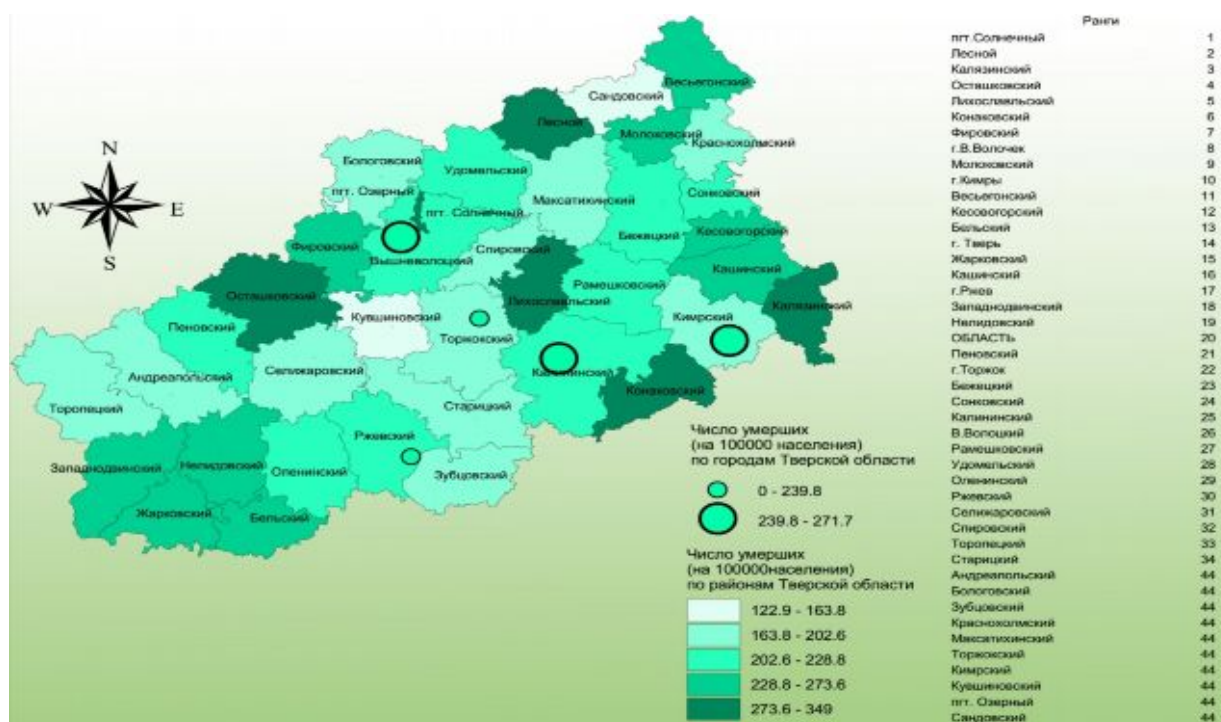 N
W
E
S
Весьегонский
Сандовский
Лесной
Молоковский
Краснохолмский
Бологовский
Удомельский
пгт. Озерный
Максатихинский
Сонковский
пгт. Солнечный
Бежецкий
Кесовогорский
Фировский
Спировский
Вышневолоцкий
Кашинский
Осташковский
Лихославльский
Рамешковский
Калязинский
Кувшиновский
Кимрский
Пеновский
Торжокский
Селижаровский
Калининский
Андреапольский
Конаковский
Торопецкий
Старицкий
Ржевский
Западнодвинский
Нелидовский
Оленинский
Зубцовский
Жарковский
Бельский
Число умерших
(на 100000 населения)
по городам Тверской области
0 - 239.8
239.8 - 271.7
Число умерших
(на 100000населения)
по районам Тверской области
122.9 - 163.8
163.8 - 202.6
202.6 - 228.8
228.8 - 273.6
273.6 - 349
Ранги
пгт.Солнечный 1
Лесной 2
Калязинский 3
Осташковский 4
Лихославльский 5
Конаковский 6
Фировский 7
г.В.Волочек 8
Молоковский 9
г.Кимры 10
Весьегонский 11
Кесовогорский 12
Бельский 13
г. Тверь 14
Жарковский 15
Кашинский 16
г.Ржев 17
Западнодвинский 18
Нелидовский 19
ОБЛАСТЬ 20
Пеновский 21
г.Торжок 22
Бежецкий 23
Сонковский 24
Калининский 25
В.Волоцкий 26
Рамешковский 27
Удомельский 28
Оленинский 29
Ржевский 30
Селижаровский 31
Спировский 32
Торопецкий 33
Старицкий 34
Андреапольский 44
Бологовский 44
Зубцовский 44
Краснохолмский 44
Максатихинский 44
Торжокский 44
Кимрский 44
Кувшиновский 44
пгт. Озерный 44
Сандовский 44